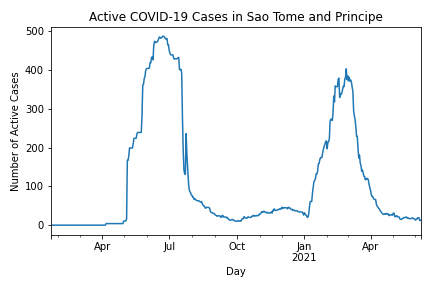 Active COVID-19 Cases in Sao Tome and Principe
Number of Active Cases
500
400
300
200
100
0
Apr
Jul
Oct
Jan
2021
Apr
Day